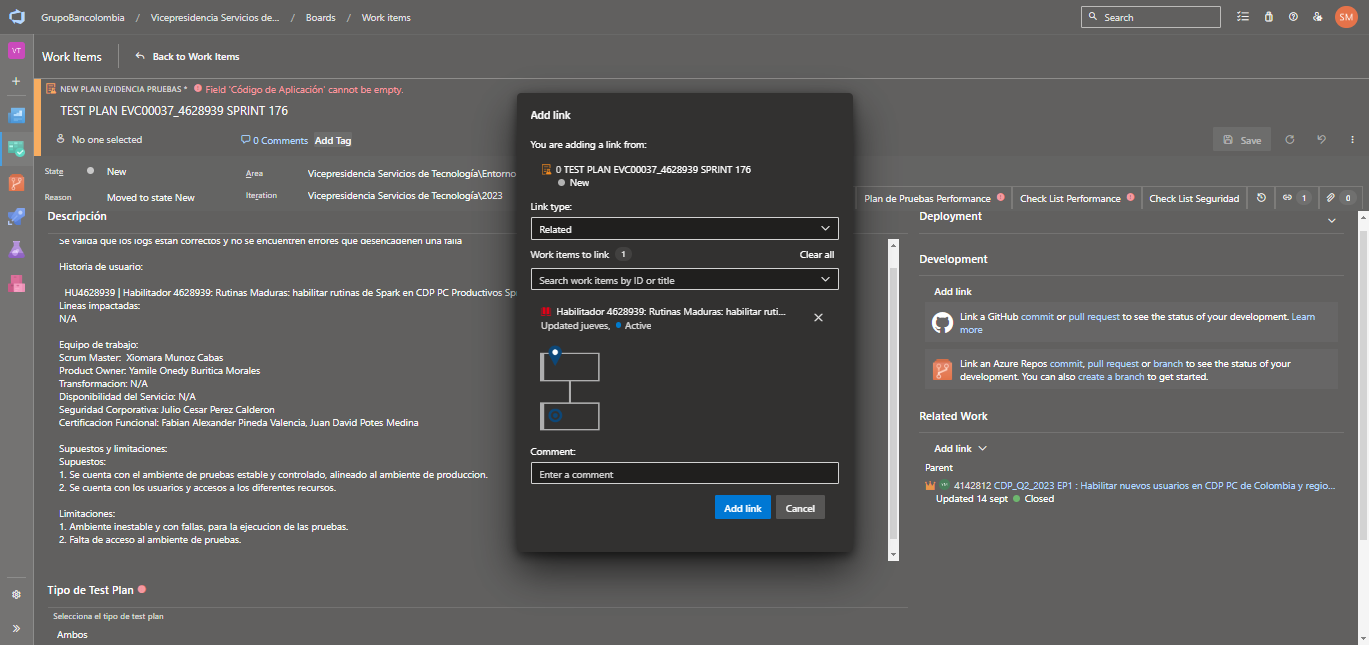 GrupoBancolombia / Vicepresidencia Servicios de... / Boards / Work items
Search
SM
VT
Work Items
Back to Work Items
NEW PLAN EVIDENCIA PRUEBAS * Field 'Código de Aplicación' cannot be empty.
TEST PLAN EVC00037_4628939 SPRINT 176
No one selected
0 Comments
Add Tag
Save
State
New
Area
Vicepresidencia Servicios de Tecnología\Entorno
Reason
Moved to state New
Iteration
Vicepresidencia Servicios de Tecnología\2023
Plan de Pruebas Performance
Check List Performance
Check List Seguridad
1
0
Descripción
Se valida que los logs estan correctos y no se encuentren errores que desencadenen una falla
Historia de usuario:
HU4628939 | Habilitador 4628939: Rutinas Maduras: habilitar rutinas de Spark en CDP PC Productivos Sp
Lineas impactadas:
N/A
Equipo de trabajo:
Scrum Master: Xiomara Munoz Cabas
Product Owner: Yamile Onedy Buritica Morales
Transformacion: N/A
Disponibilidad del Servicio: N/A
Seguridad Corporativa: Julio Cesar Perez Calderon
Certificacion Funcional: Fabian Alexander Pineda Valencia, Juan David Potes Medina
Supuestos y limitaciones:
Supuestos:
1. Se cuenta con el ambiente de pruebas estable y controlado, alineado al ambiente de produccion.
2. Se cuenta con los usuarios y accesos a los diferentes recursos.
Limitaciones:
1. Ambiente inestable y con fallas, para la ejecucion de las pruebas.
2. Falta de acceso al ambiente de pruebas.
Tipo de Test Plan
Selecciona el tipo de test plan
Ambos
Add link
You are adding a link from:
0 TEST PLAN EVC00037_4628939 SPRINT 176
New
Link type:
Related
Work items to link 1
Clear all
Search work items by ID or title
Habilitador 4628939: Rutinas Maduras: habilitar ruti...
Updated jueves, Active
Comment:
Enter a comment
Add link
Cancel
Deployment
Development
Add link
Link a GitHub commit or pull request to see the status of your development. Learn
more
Link an Azure Repos commit, pull request or branch to see the status of your
development. You can also create a branch to get started.
Related Work
Add link
Parent
4142812 CDP_Q2_2023 EP1 : Habilitar nuevos usuarios en CDP PC de Colombia y regio...
Updated 14 sept Closed